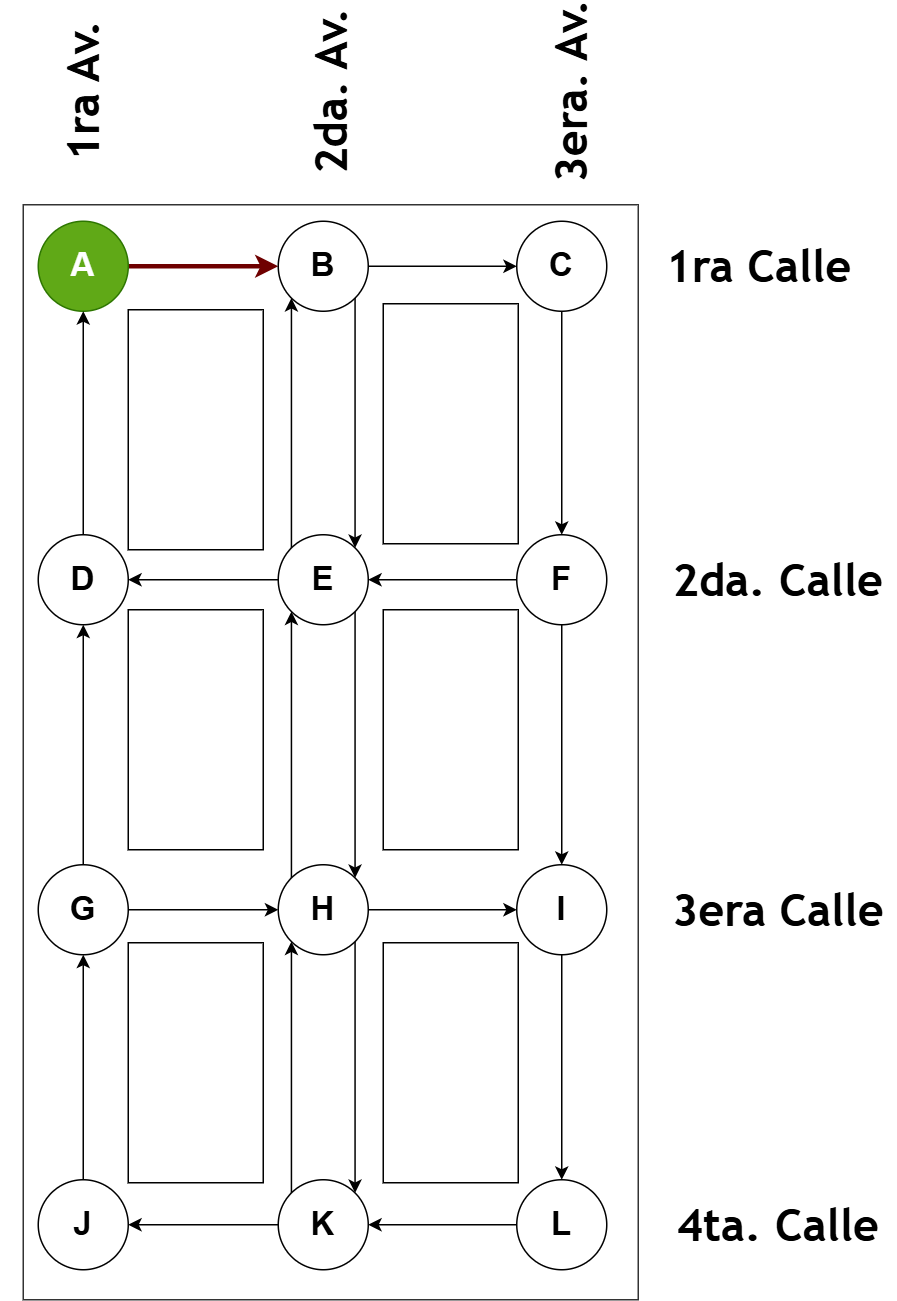 1ra Av.
2da. Av.
3era. Av.
A
B
C
1ra Calle
D
E
F
2da. Calle
G
H
I
3era Calle
J
K
L
4ta. Calle